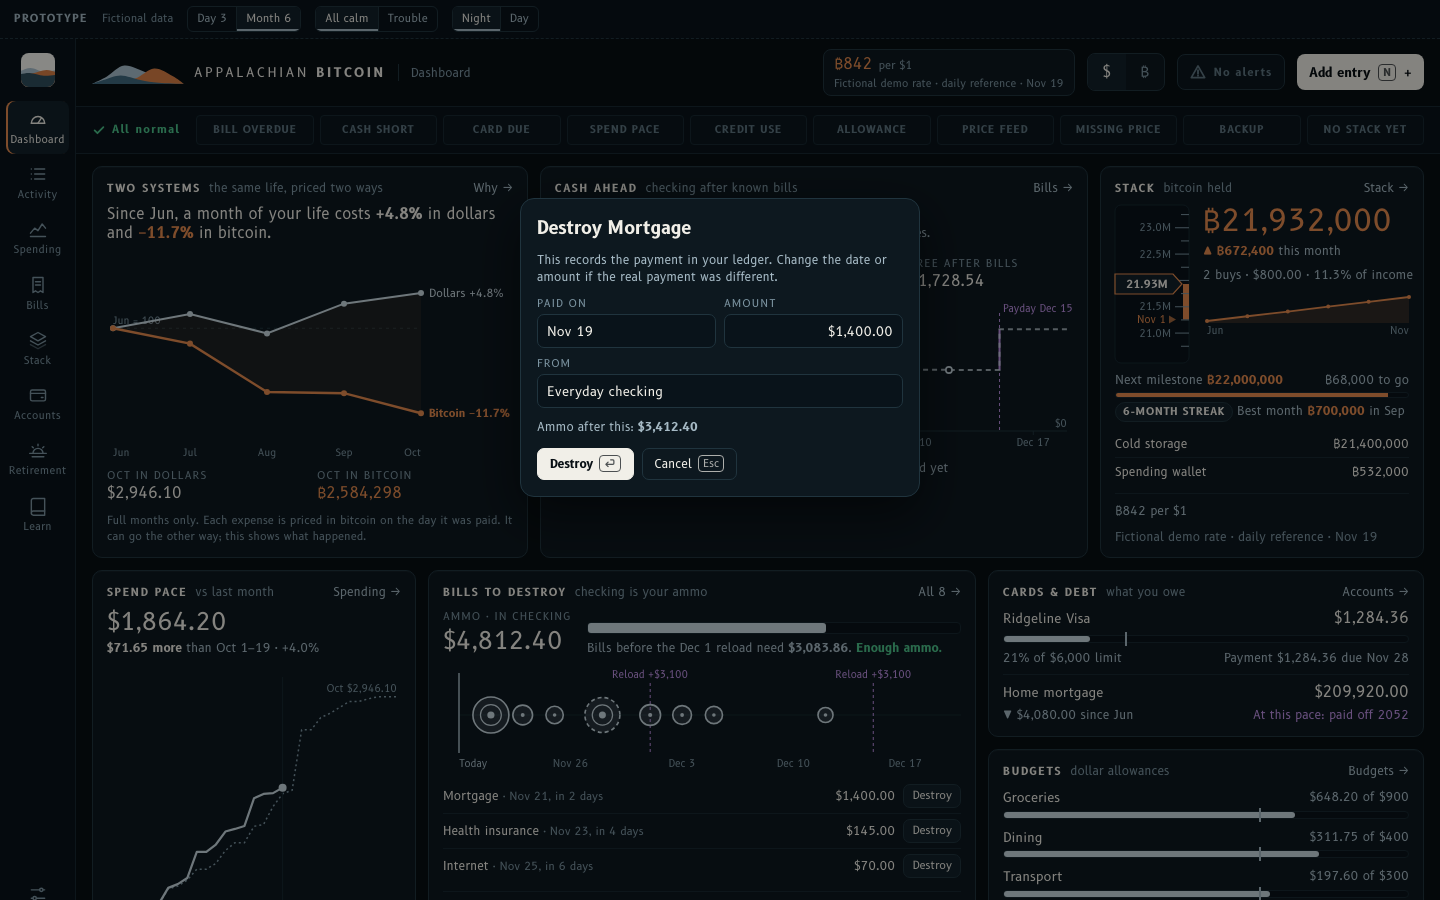 PROTOTYPE Fictional data Day 3 Month 6 All calm Trouble Night Day
APPALACHIAN BITCOIN Dashboard
฿842 per $1
Fictional demo rate · daily reference · Nov 19
$ ฿ No alerts Add entry N +
Dashboard
Activity
Spending
Bills
Stack
Accounts
Retirement
Learn
All normal BILL OVERDUE CASH SHORT CARD DUE SPEND PACE CREDIT USE ALLOWANCE PRICE FEED MISSING PRICE BACKUP NO STACK YET
TWO SYSTEMS the same life, priced two ways Why →
Since Jun, a month of your life costs +4.8% in dollars
and −11.7% in bitcoin.
Jun = 100
Dollars +4.8%
Bitcoin −11.7%
Jun Jul Aug Sep Oct
OCT IN DOLLARS OCT IN BITCOIN
$2,946.10 ฿2,584,298
Full months only. Each expense is priced in bitcoin on the day it was paid. It
can go the other way; this shows what happened.
CASH AHEAD checking after known bills Bills →
Payday Dec 15
$0
Dec 17
Destroy Mortgage
This records the payment in your ledger. Change the date or
amount if the real payment was different.
PAID ON AMOUNT
Nov 19 $1,400.00
FROM
Everyday checking
Ammo after this: $3,412.40
Destroy ↵ Cancel Esc
STACK bitcoin held Stack →
23.0M
22.5M
21.93M
21.5M
Nov 1
21.0M
฿21,932,000
▲ ฿672,400 this month
2 buys · $800.00 · 11.3% of income
Jun Nov
Next milestone ฿22,000,000 ฿68,000 to go
6-MONTH STREAK Best month ฿700,000 in Sep
Cold storage ฿21,400,000
Spending wallet ฿532,000
฿842 per $1
Fictional demo rate · daily reference · Nov 19
SPEND PACE vs last month Spending →
$1,864.20
$71.65 more than Oct 1–19 · +4.0%
Oct $2,946.10
BILLS TO DESTROY checking is your ammo All 8 →
AMMO · IN CHECKING
$4,812.40
Bills before the Dec 1 reload need $3,083.86. Enough ammo.
Reload +$3,100 Reload +$3,100
Today Nov 26 Dec 3 Dec 10 Dec 17
Mortgage · Nov 21, in 2 days $1,400.00 Destroy
Health insurance · Nov 23, in 4 days $145.00 Destroy
Internet · Nov 25, in 6 days $70.00 Destroy
CARDS & DEBT what you owe Accounts →
Ridgeline Visa $1,284.36
21% of $6,000 limit Payment $1,284.36 due Nov 28
Home mortgage $209,920.00
▼ $4,080.00 since Jun At this pace: paid off 2052
BUDGETS dollar allowances Budgets →
Groceries $648.20 of $900
Dining $311.75 of $400
Transport $197.60 of $300